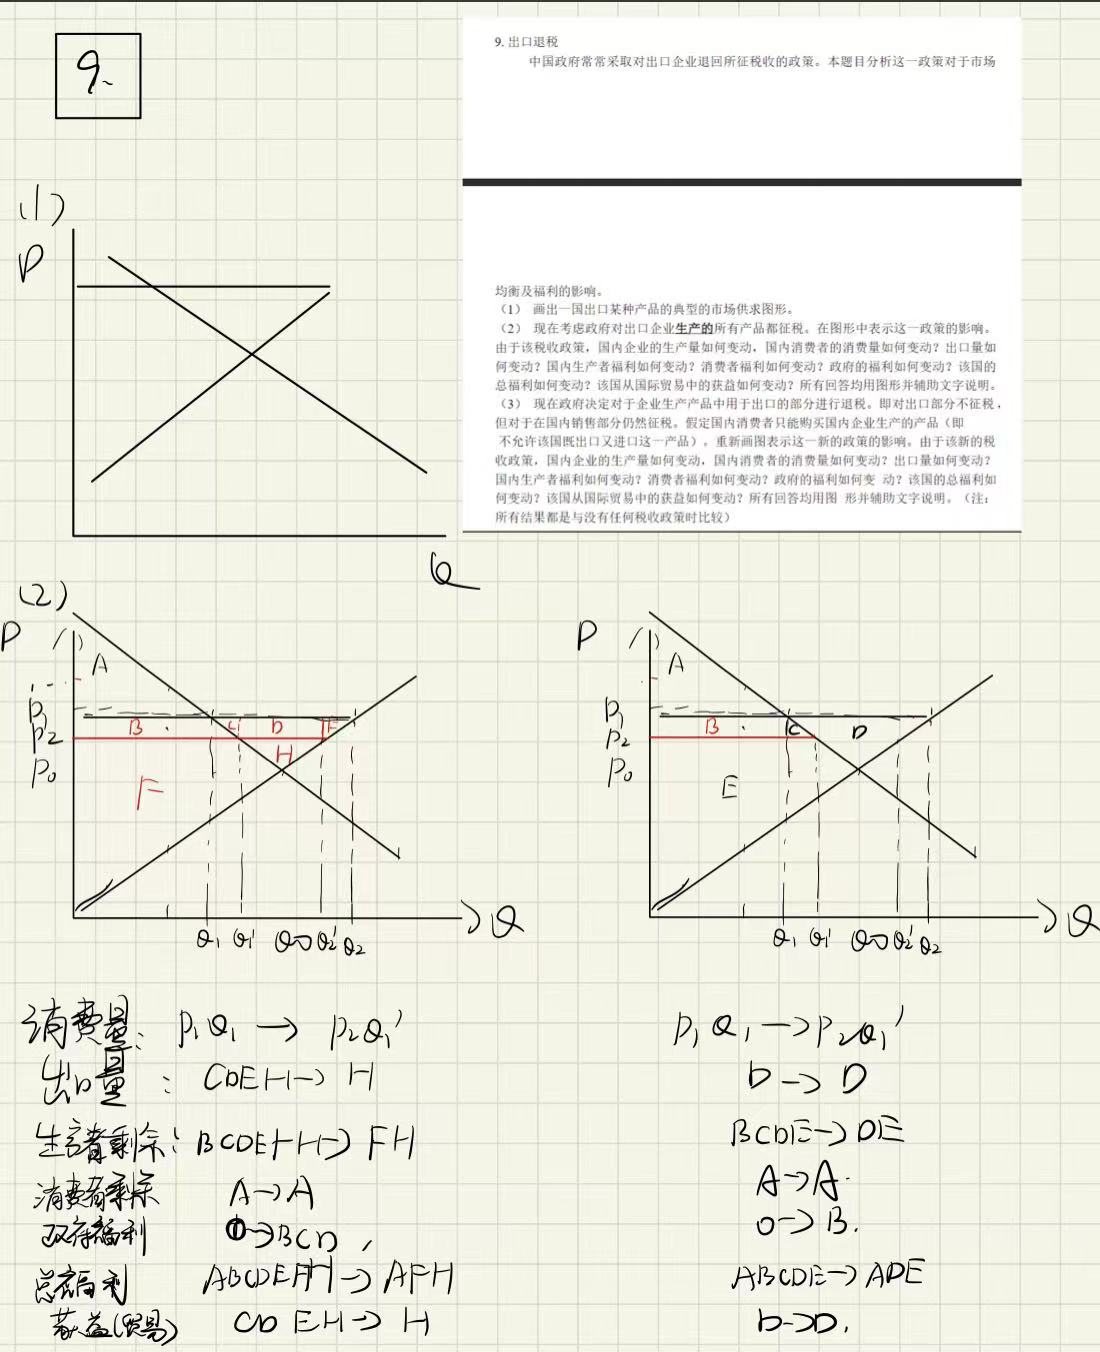 9.
9. 出口退税
中国政府常常采取对出口企业退回所征税收的政策。本题目分析这一政策对于市场
均衡及福利的影响。
（1） 画出一国出口某种产品的典型的市场供求图形。
（2） 现在考虑政府对出口企业生产的所有产品都征税。在图形中表示这一政策的影响。
由于该税收政策，国内企业的生产量如何变动，国内消费者的消费量如何变动？出口量如
何变动？国内生产者福利如何变动？消费者福利如何变动？政府的福利如何变动？该国的
总福利如何变动？该国从国际贸易中的获益如何变动？所有回答均用图形并辅助文字说明。
（3） 现在政府决定对于企业生产产品中用于出口的部分进行退税。即对出口部分不征税，
但对于在国内销售部分仍然征税。假定国内消费者只能购买国内企业生产的产品（即
不允许该国既出口又进口这一产品）。重新画图表示这一新的政策的影响。由于该新的税
收政策，国内企业的生产量如何变动，国内消费者的消费量如何变动？出口量如何变动？
国内生产者福利如何变动？消费者福利如何变动？政府的福利如何变 动？该国的总福利如
何变动？该国从国际贸易中的获益如何变动？所有回答均用图 形并辅助文字说明。（注：
所有结果都是与没有任何税收政策时比较）
(1)
P
Q
(2)
P
A
P1
B C D E
P2
H
P0
F
Q1 Q1' Q0 Q2' Q2
Q
P
A
P1
B C D
P2
P0
E
Q1 Q1' Q0 Q2' Q2
Q
消费量: P1Q1 → P2Q1'
P1Q1 → P2Q1'
出口量: CDEH → H
D → D
生产者剩余: BCDEFH → FH
BCDE → DE
消费者剩余 A → A
A → A.
政府福利 0 → BCD
0 → B.
总福利 ABCDEFH → AFH
ABCDE → ADE
获益(贸易) CDEH → H
D → D.